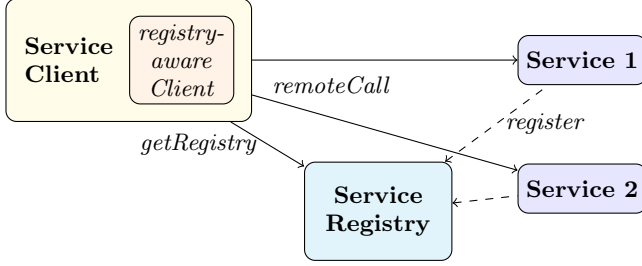 Service
Client
registry-
aware
Client
Service 1
remoteCall
register
getRegistry
Service 2
Service
Registry